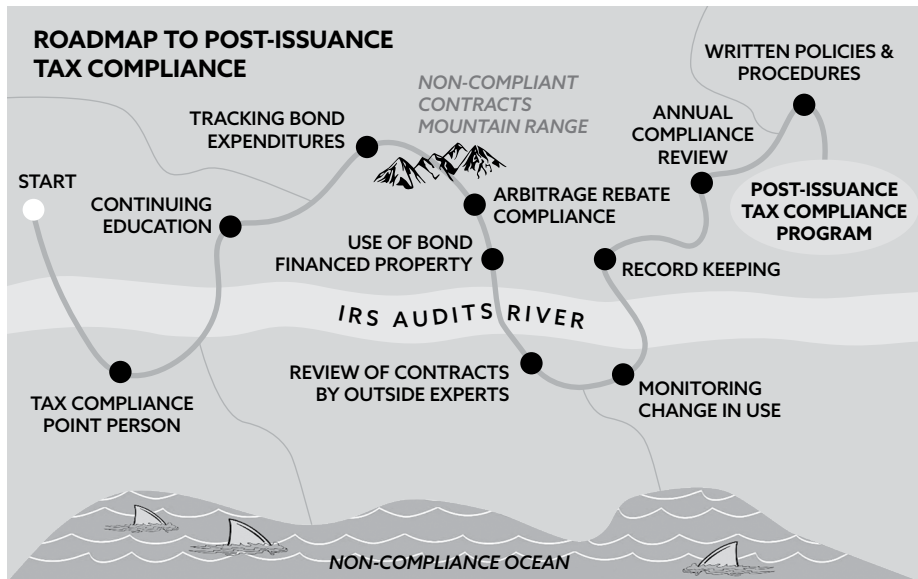 ROADMAP TO POST-ISSUANCE
TAX COMPLIANCE
START
TAX COMPLIANCE
POINT PERSON
CONTINUING
EDUCATION
TRACKING BOND
EXPENDITURES
NON-COMPLIANT
CONTRACTS
MOUNTAIN RANGE
ARBITRAGE REBATE
COMPLIANCE
USE OF BOND
FINANCED PROPERTY
IRS AUDITS RIVER
REVIEW OF CONTRACTS
BY OUTSIDE EXPERTS
MONITORING
CHANGE IN USE
RECORD KEEPING
ANNUAL
COMPLIANCE
REVIEW
WRITTEN POLICIES &
PROCEDURES
POST-ISSUANCE
TAX COMPLIANCE
PROGRAM
NON-COMPLIANCE OCEAN